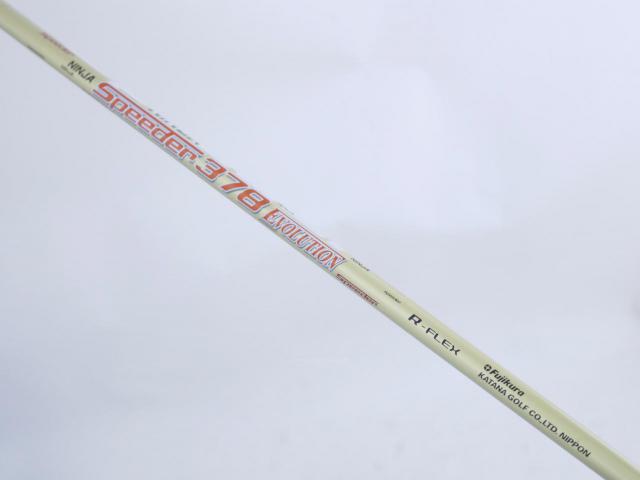 NINJA
Speeder 378
EVOLUTION
R-FLEX
Fujikura
KATANA GOLF CO.,LTD. NIPPON